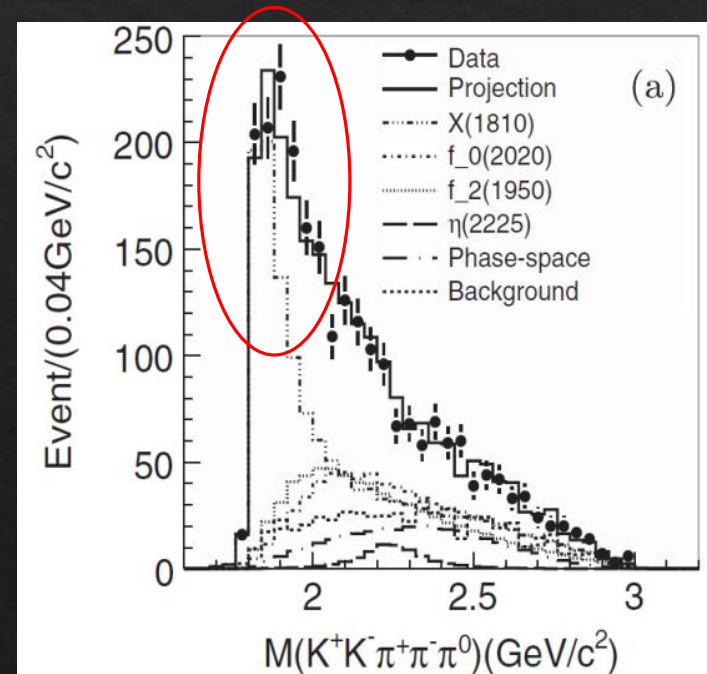 250
200
150
100
50
0
Event/(0.04GeV/c²)
Data
Projection
X(1810)
f_0(2020)
f_2(1950)
η(2225)
Phase-space
Background
(a)
2
2.5
3
M(K⁺K⁻π⁺π⁻π⁰)(GeV/c²)